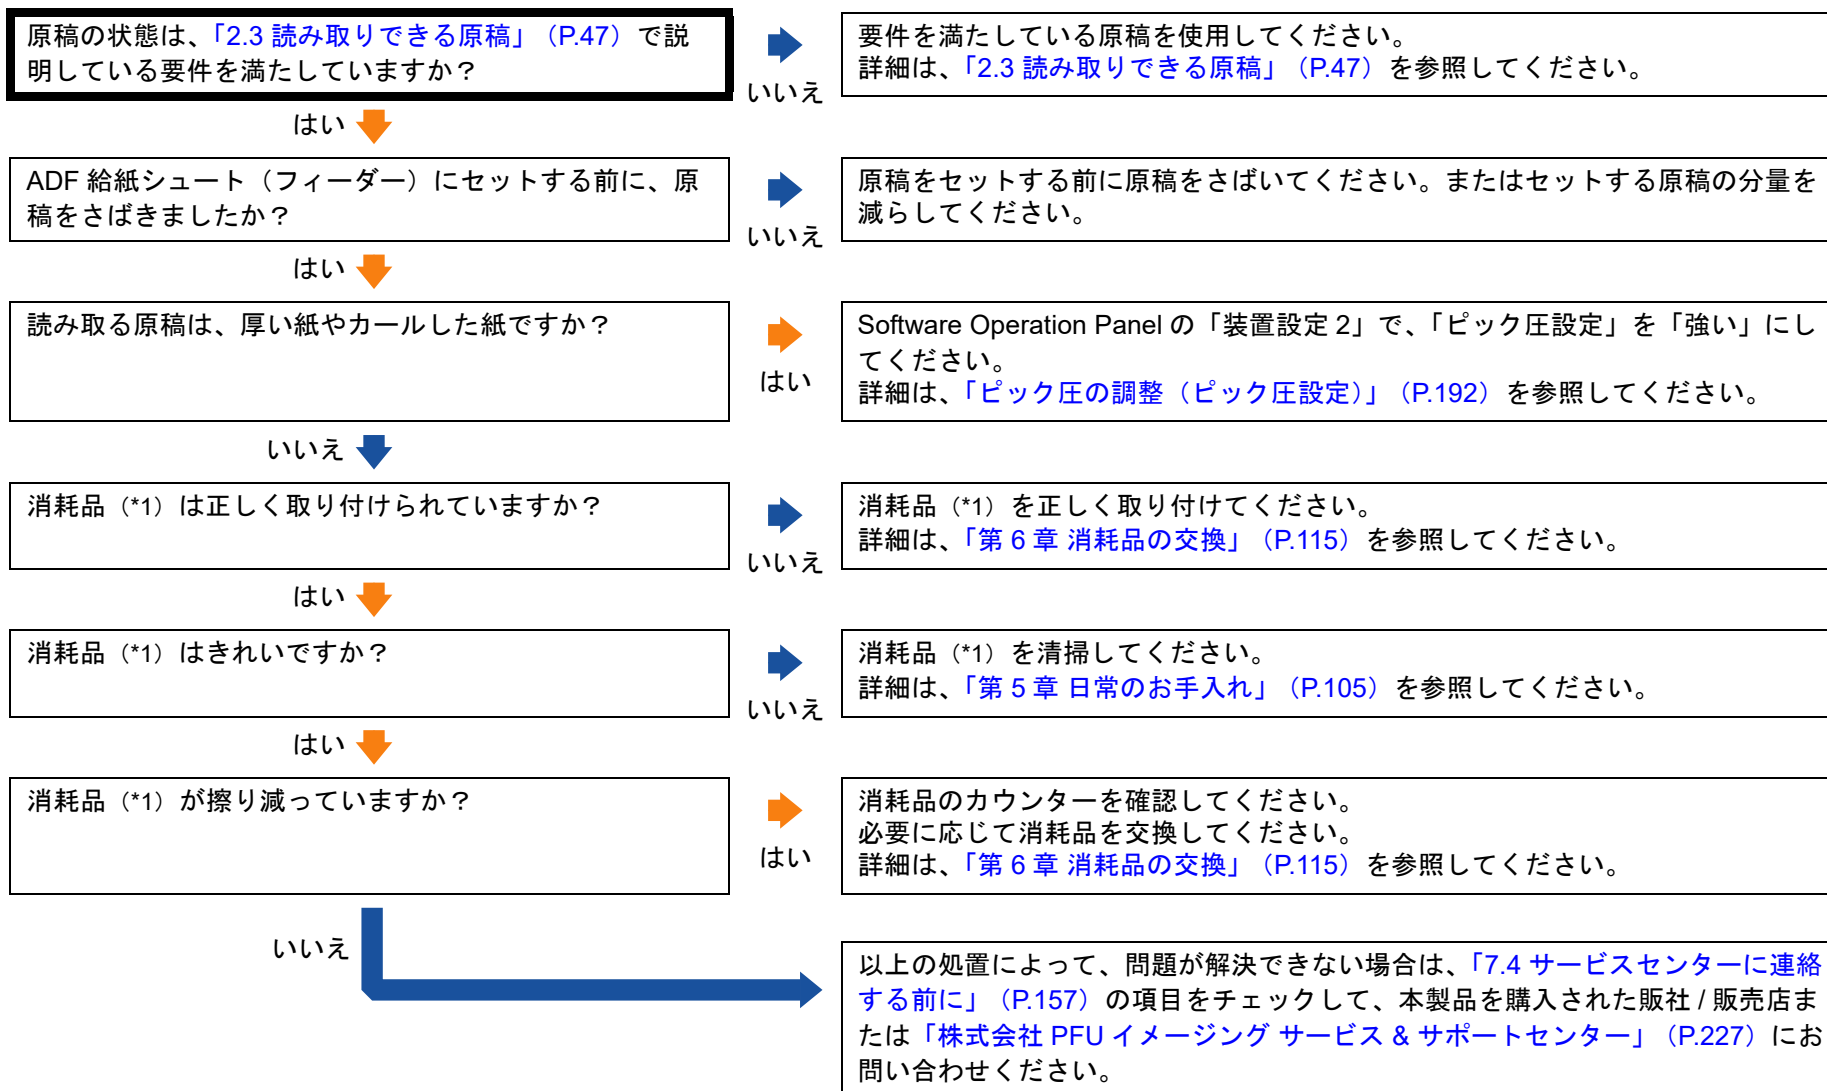 原稿の状態は、「2.3 読み取りできる原稿」（P.47）で説
明している要件を満たしていますか？
いいえ
要件を満たしている原稿を使用してください。
詳細は、「2.3 読み取りできる原稿」（P.47）を参照してください。
はい
ADF 給紙シュート（フィーダー）にセットする前に、原
稿をさばきましたか？
いいえ
原稿をセットする前に原稿をさばいてください。またはセットする原稿の分量を
減らしてください。
はい
読み取る原稿は、厚い紙やカールした紙ですか？
はい
Software Operation Panel の「装置設定 2」で、「ピック圧設定」を「強い」にし
てください。
詳細は、「ピック圧の調整（ピック圧設定）」（P.192）を参照してください。
いいえ
消耗品（*1）は正しく取り付けられていますか？
いいえ
消耗品（*1）を正しく取り付けてください。
詳細は、「第 6 章 消耗品の交換」（P.115）を参照してください。
はい
消耗品（*1）はきれいですか？
いいえ
消耗品（*1）を清掃してください。
詳細は、「第 5 章 日常のお手入れ」（P.105）を参照してください。
はい
消耗品（*1）が擦り減っていますか？
はい
消耗品のカウンターを確認してください。
必要に応じて消耗品を交換してください。
詳細は、「第 6 章 消耗品の交換」（P.115）を参照してください。
いいえ
以上の処置によって、問題が解決できない場合は、「7.4 サービスセンターに連絡
する前に」（P.157）の項目をチェックして、本製品を購入された販社 / 販売店ま
たは「株式会社 PFU イメージング サービス & サポートセンター」（P.227）にお
問い合わせください。